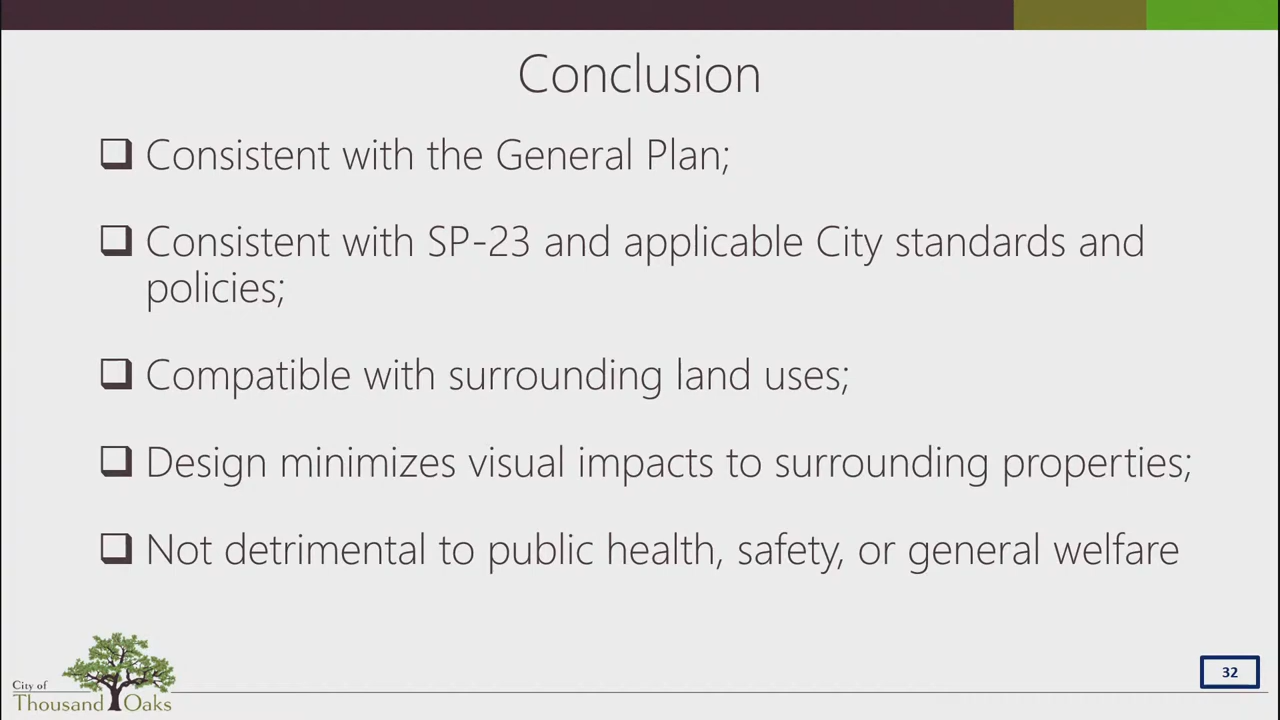 Conclusion
Consistent with the General Plan;
Consistent with SP-23 and applicable City standards and
policies;
Compatible with surrounding land uses;
Design minimizes visual impacts to surrounding properties;
Not detrimental to public health, safety, or general welfare
City of
Thousand Oaks
32